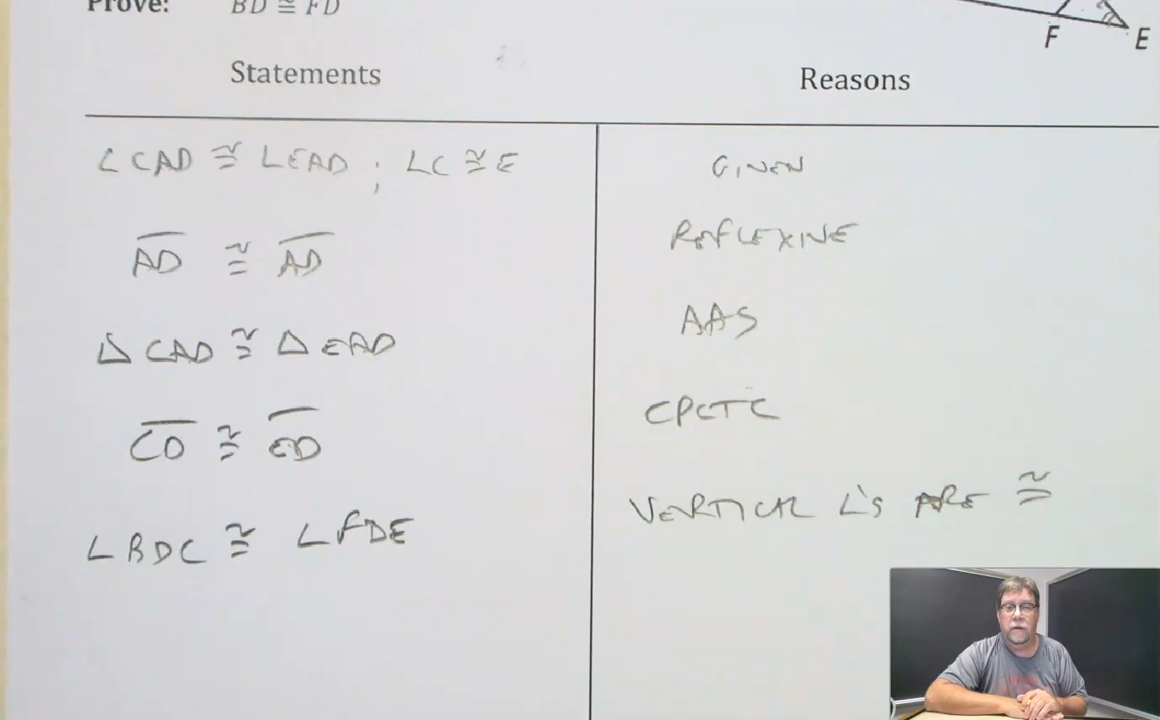 Prove: BD ≅ FD
F E
Statements Reasons
∠CAD ≅ ∠EAD ; ∠C ≅ E GIVEN
AD ≅ AD REFLEXIVE
△CAD ≅ △EAD AAS
CD ≅ ED CPCTC
∠BDC ≅ ∠FDE VERTICAL ∠'S ARE ≅